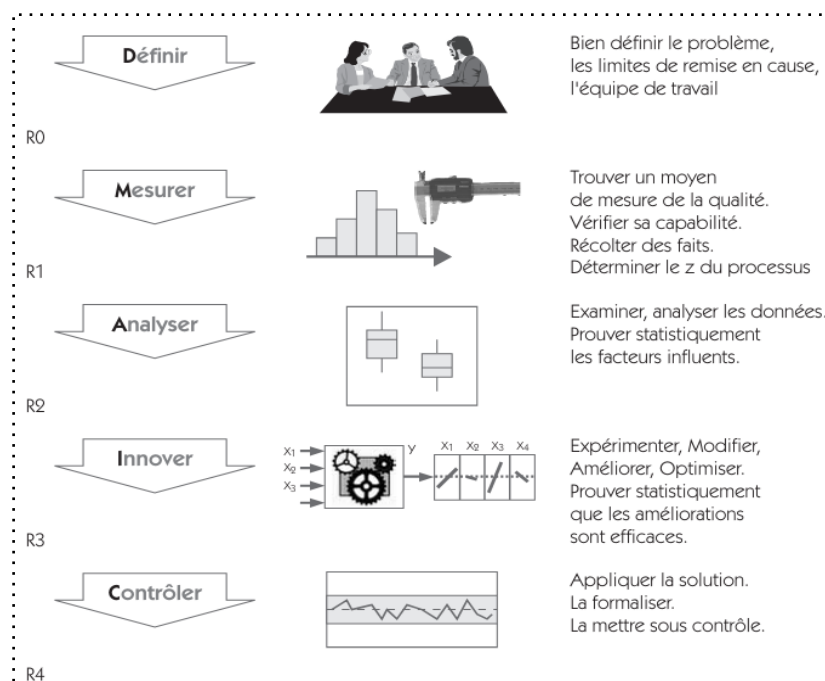 Définir
Bien définir le problème,
les limites de remise en cause,
l'équipe de travail
R0
Mesurer
Trouver un moyen
de mesure de la qualité.
Vérifier sa capabilité.
Récolter des faits.
Déterminer le z du processus
R1
Analyser
Examiner, analyser les données.
Prouver statistiquement
les facteurs influents.
R2
Innover
X1
X2
X3
y
X1 X2 X3 X4
Expérimenter, Modifier,
Améliorer, Optimiser.
Prouver statistiquement
que les améliorations
sont efficaces.
R3
Contrôler
Appliquer la solution.
La formaliser.
La mettre sous contrôle.
R4